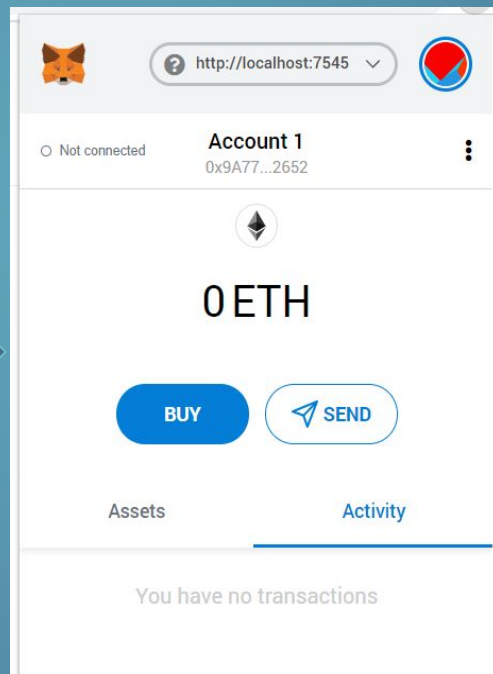 http://localhost:7545
Not connected
Account 1
0x9A77...2652
0 ETH
BUY
SEND
Assets
Activity
You have no transactions